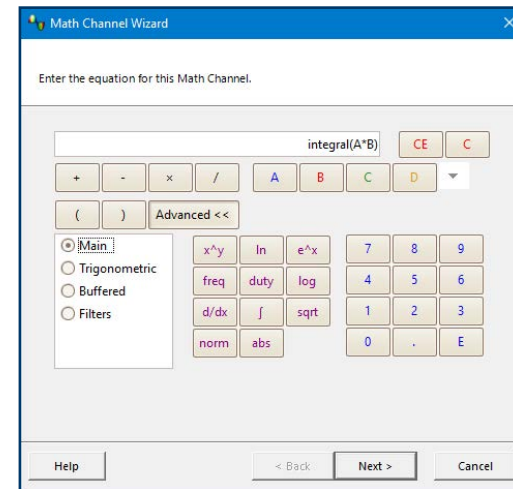 Math Channel Wizard
Enter the equation for this Math Channel.
integral(A*B) CE C
+ - × / A B C D
( ) Advanced <<
Main
Trigonometric
Buffered
Filters
x^y ln e^x 7 8 9
freq duty log 4 5 6
d/dx ∫ sqrt 1 2 3
norm abs 0 . E
Help < Back Next > Cancel